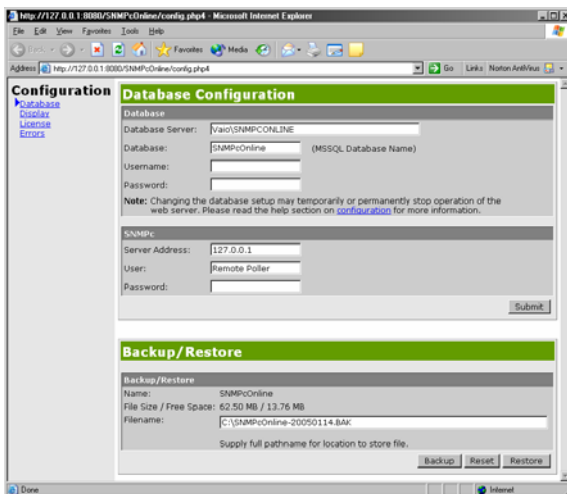 http://127.0.0.1:8080/SNMPcOnline/config.php4 - Microsoft Internet Explorer
File Edit View Favorites Tools Help
Back Favorites Media
Address http://127.0.0.1:8080/SNMPcOnline/config.php4 Go Links Norton AntiVirus
Configuration
Database
Display
License
Errors
Database Configuration
Database
Database Server: Vaio\SNMPCONLINE
Database: SNMPcOnline (MSSQL Database Name)
Username:
Password:
Note: Changing the database setup may temporarily or permanently stop operation of the
web server. Please read the help section on configuration for more information.
SNMPc
Server Address: 127.0.0.1
User: Remote Poller
Password:
Submit
Backup/Restore
Backup/Restore
Name: SNMPcOnline
File Size / Free Space: 62.50 MB / 13.76 MB
Filename: C:\SNMPcOnline-20050114.BAK
Supply full pathname for location to store file.
Backup Reset Restore
Done Internet